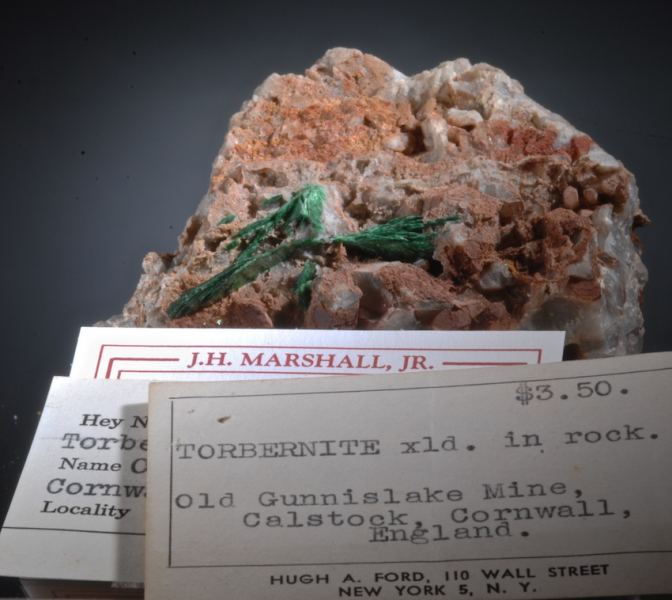 J.H. MARSHALL, JR.
Hey N
Torbe
Name O
Cornwa
Locality
$3.50.
TORBERNITE xld. in rock.
Old Gunnislake Mine,
Calstock, Cornwall,
England.
HUGH A. FORD, 110 WALL STREET
NEW YORK 5, N. Y.